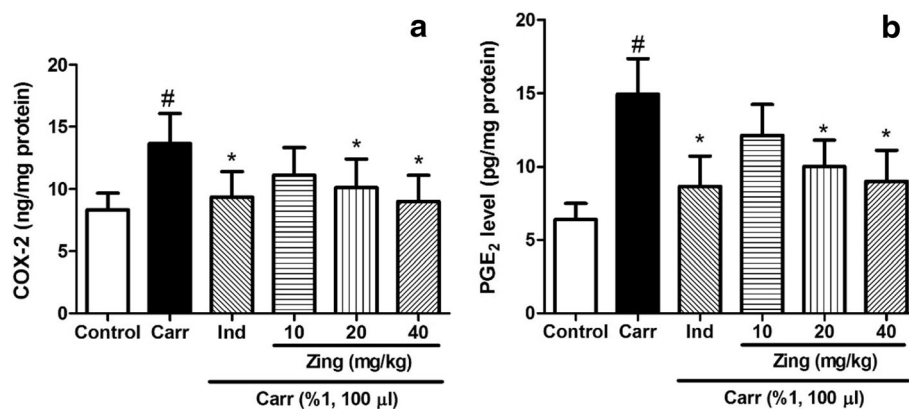 a
COX-2 (ng/mg protein)
20
15
10
5
0
#
*
*
*
Control Carr Ind 10 20 40
Zing (mg/kg)
Carr (%1, 100 µl)
b
PGE₂ level (pg/mg protein)
20
15
10
5
0
#
*
*
*
Control Carr Ind 10 20 40
Zing (mg/kg)
Carr (%1, 100 µl)